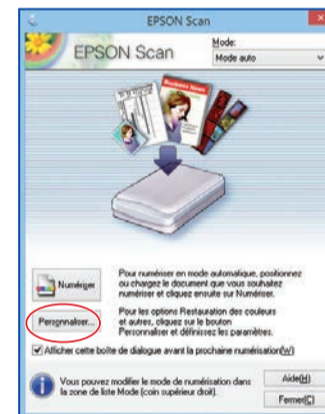 EPSON Scan
EPSON Scan
Mode:
Mode auto
Business News
Numériser
Pour numériser en mode automatique, positionnez
ou chargez le document que vous souhaitez
numériser et cliquez ensuite sur Numériser.
Personnaliser...
Pour les options Restauration des couleurs
et autres, cliquez sur le bouton
Personnaliser et définissez les paramètres.
Afficher cette boîte de dialogue avant la prochaine numérisation(W)
Vous pouvez modifier le mode de numérisation dans
la zone de liste Mode (coin supérieur droit).
Aide(H)
Fermer(C)